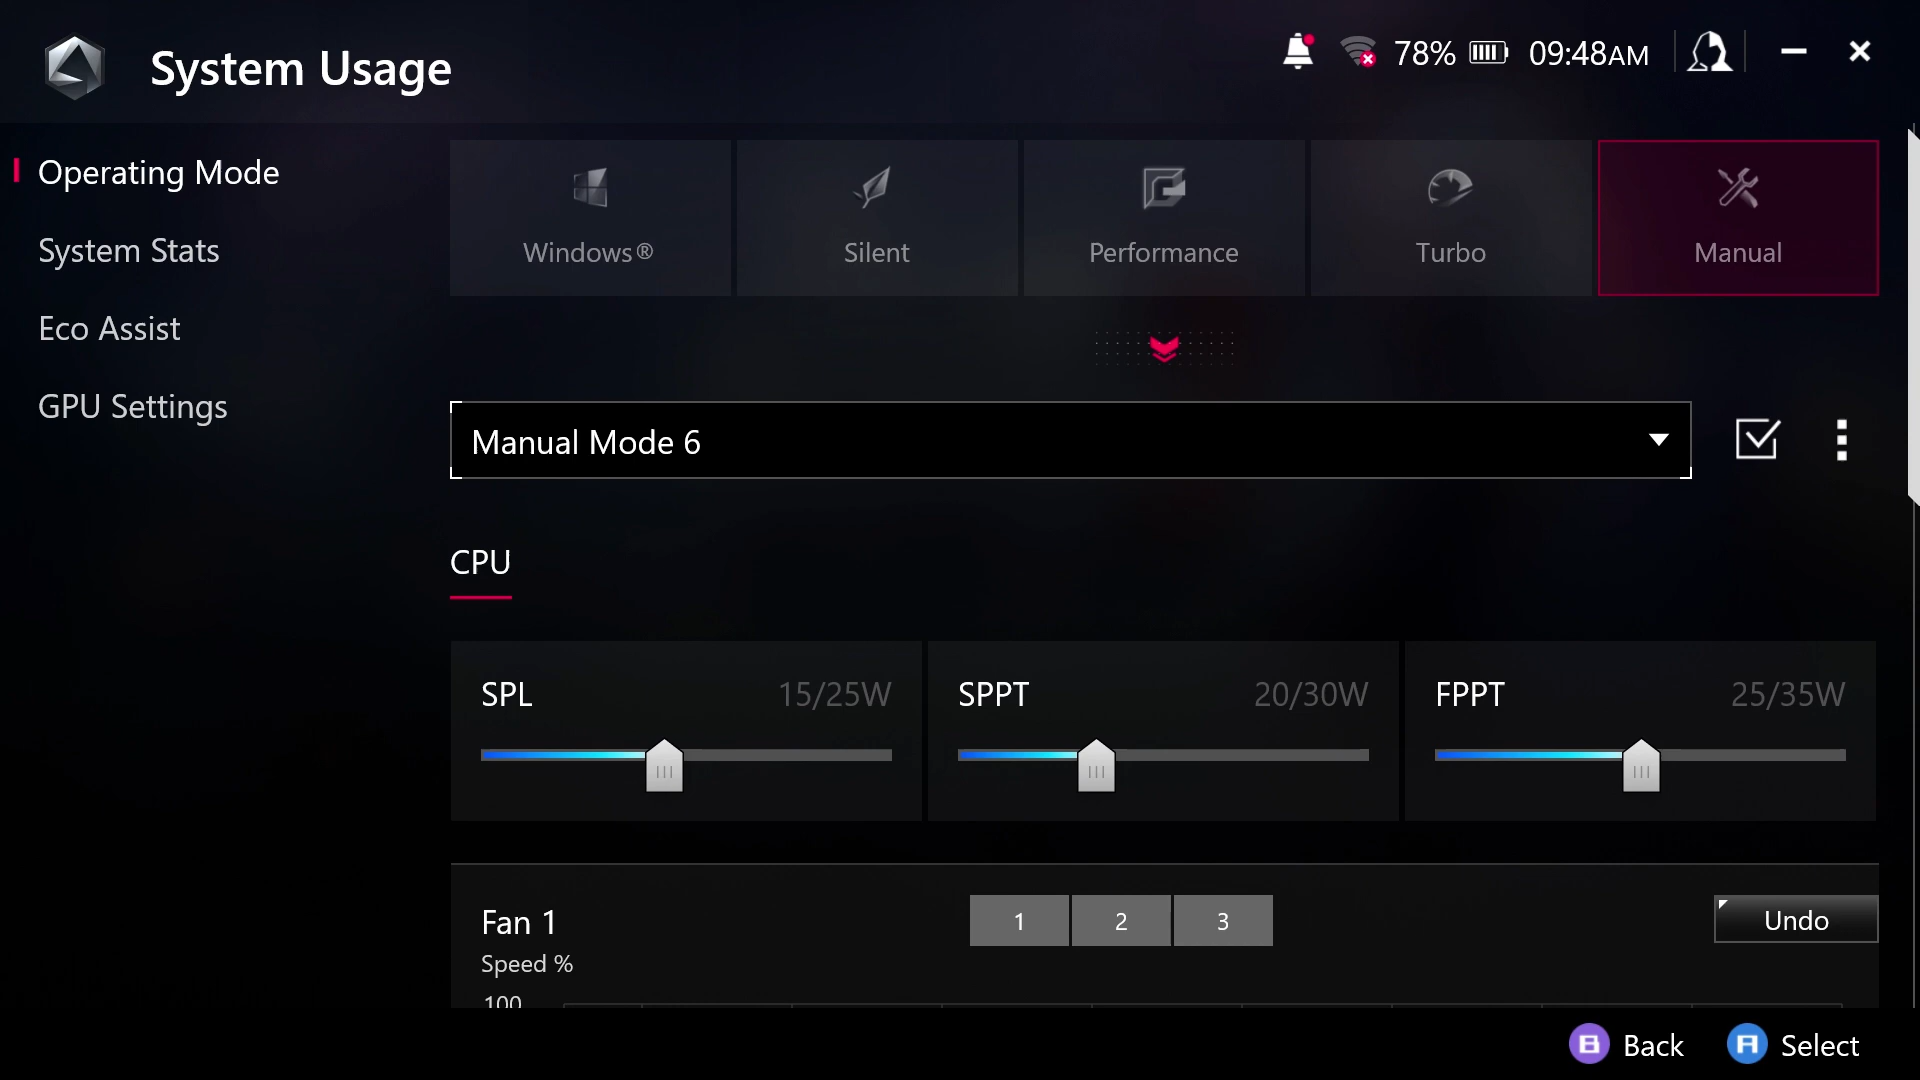 System Usage
78%
09:48AM
Operating Mode
System Stats
Eco Assist
GPU Settings
Windows®
Silent
Performance
Turbo
Manual
Manual Mode 6
CPU
SPL 15/25W
SPPT 20/30W
FPPT 25/35W
Fan 1
1 2 3
Undo
Speed %
100
B Back
A Select